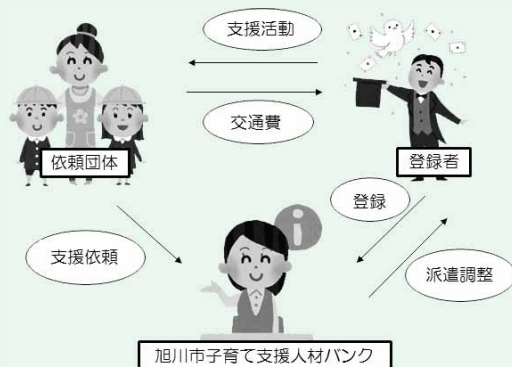 支援活動
交通費
依頼団体
登録者
登録
支援依頼
派遣調整
旭川市子育て支援人材バンク